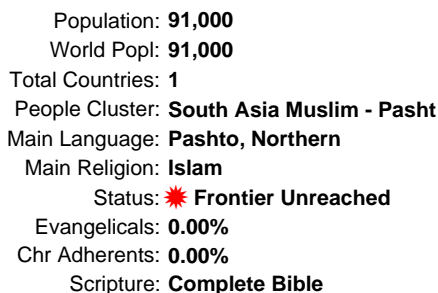 Population: 91,000
World Popl: 91,000
Total Countries: 1
People Cluster: South Asia Muslim - Pasht
Main Language: Pashto, Northern
Main Religion: Islam
Status: Frontier Unreached
Evangelicals: 0.00%
Chr Adherents: 0.00%
Scripture: Complete Bible